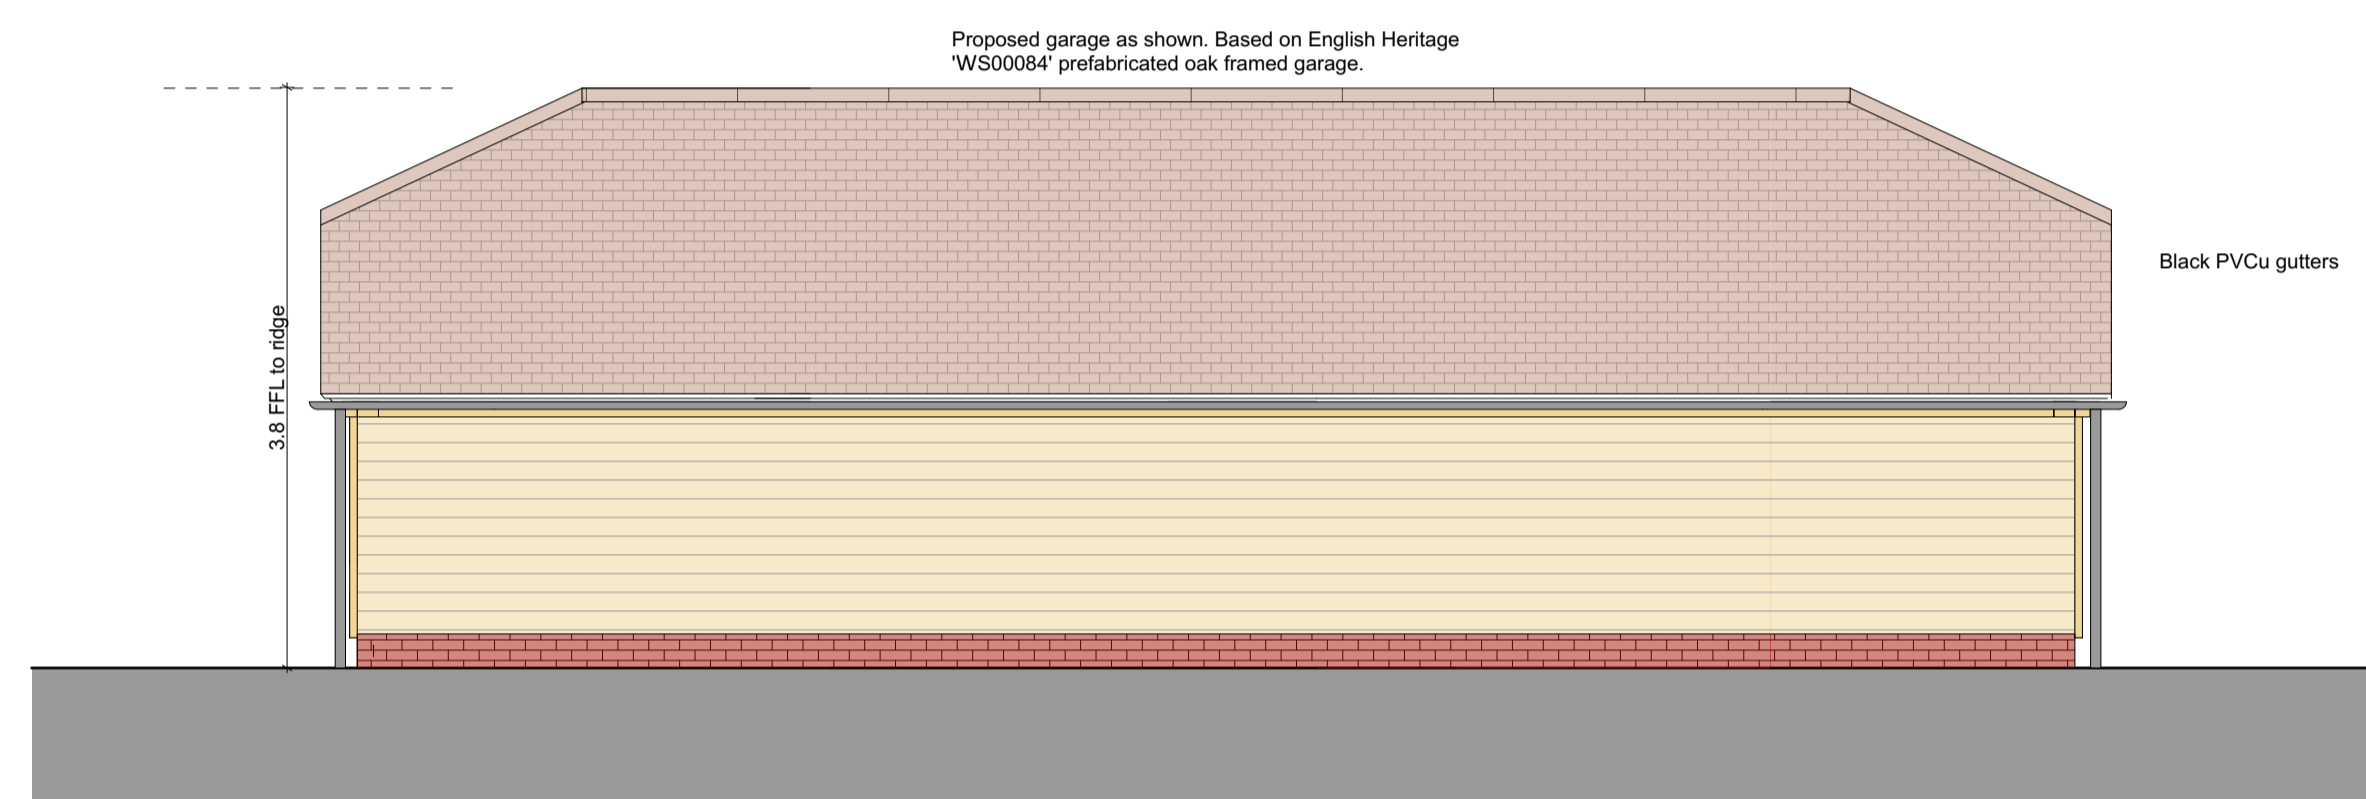 Proposed garage as shown. Based on English Heritage
'WS00084' prefabricated oak framed garage.
Black PVCu gutters
3.8 FFL to ridge